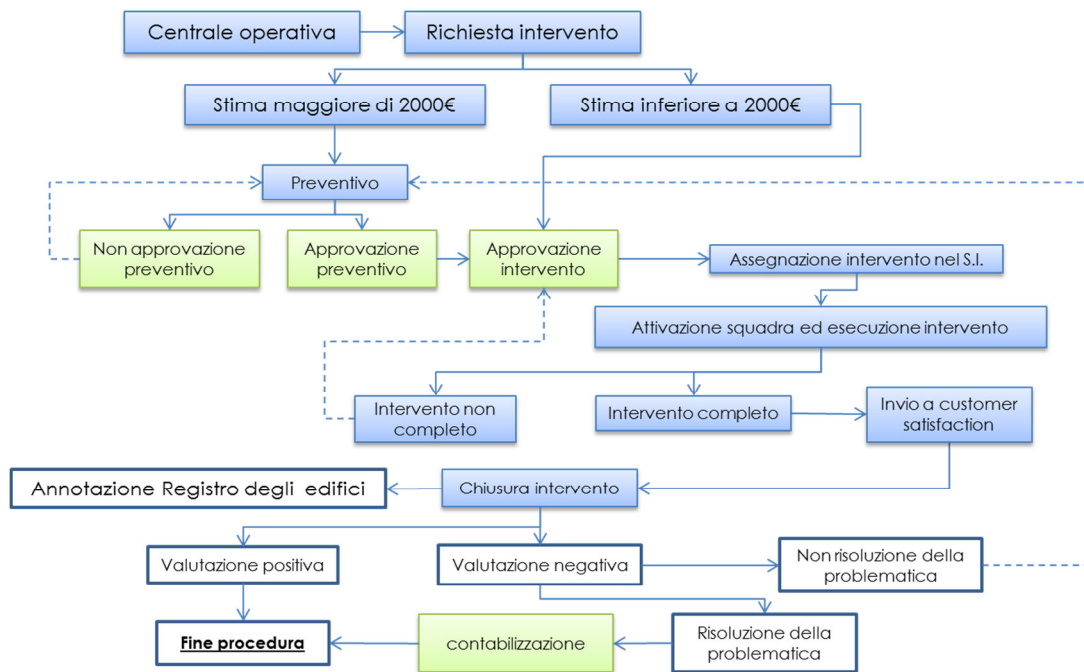 Centrale operativa
Richiesta intervento
Stima maggiore di 2000€
Stima inferiore a 2000€
Preventivo
Non approvazione
preventivo
Approvazione
preventivo
Approvazione
intervento
Assegnazione intervento nel S.I.
Attivazione squadra ed esecuzione intervento
Intervento non
completo
Intervento completo
Invio a customer
satisfaction
Annotazione Registro degli edifici
Chiusura intervento
Valutazione positiva
Valutazione negativa
Non risoluzione della
problematica
Fine procedura
contabilizzazione
Risoluzione della
problematica